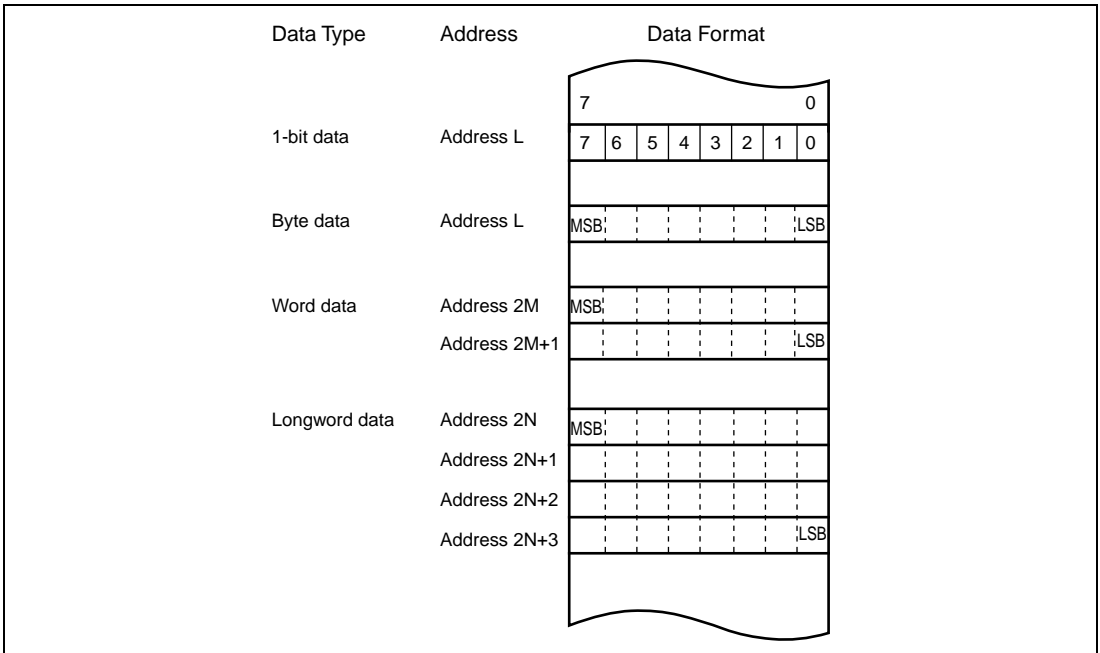 Data Type Address Data Format
7 0
1-bit data Address L 7 6 5 4 3 2 1 0
Byte data Address L MSB LSB
Word data Address 2M MSB
Address 2M+1 LSB
Longword data Address 2N MSB
Address 2N+1
Address 2N+2
Address 2N+3 LSB